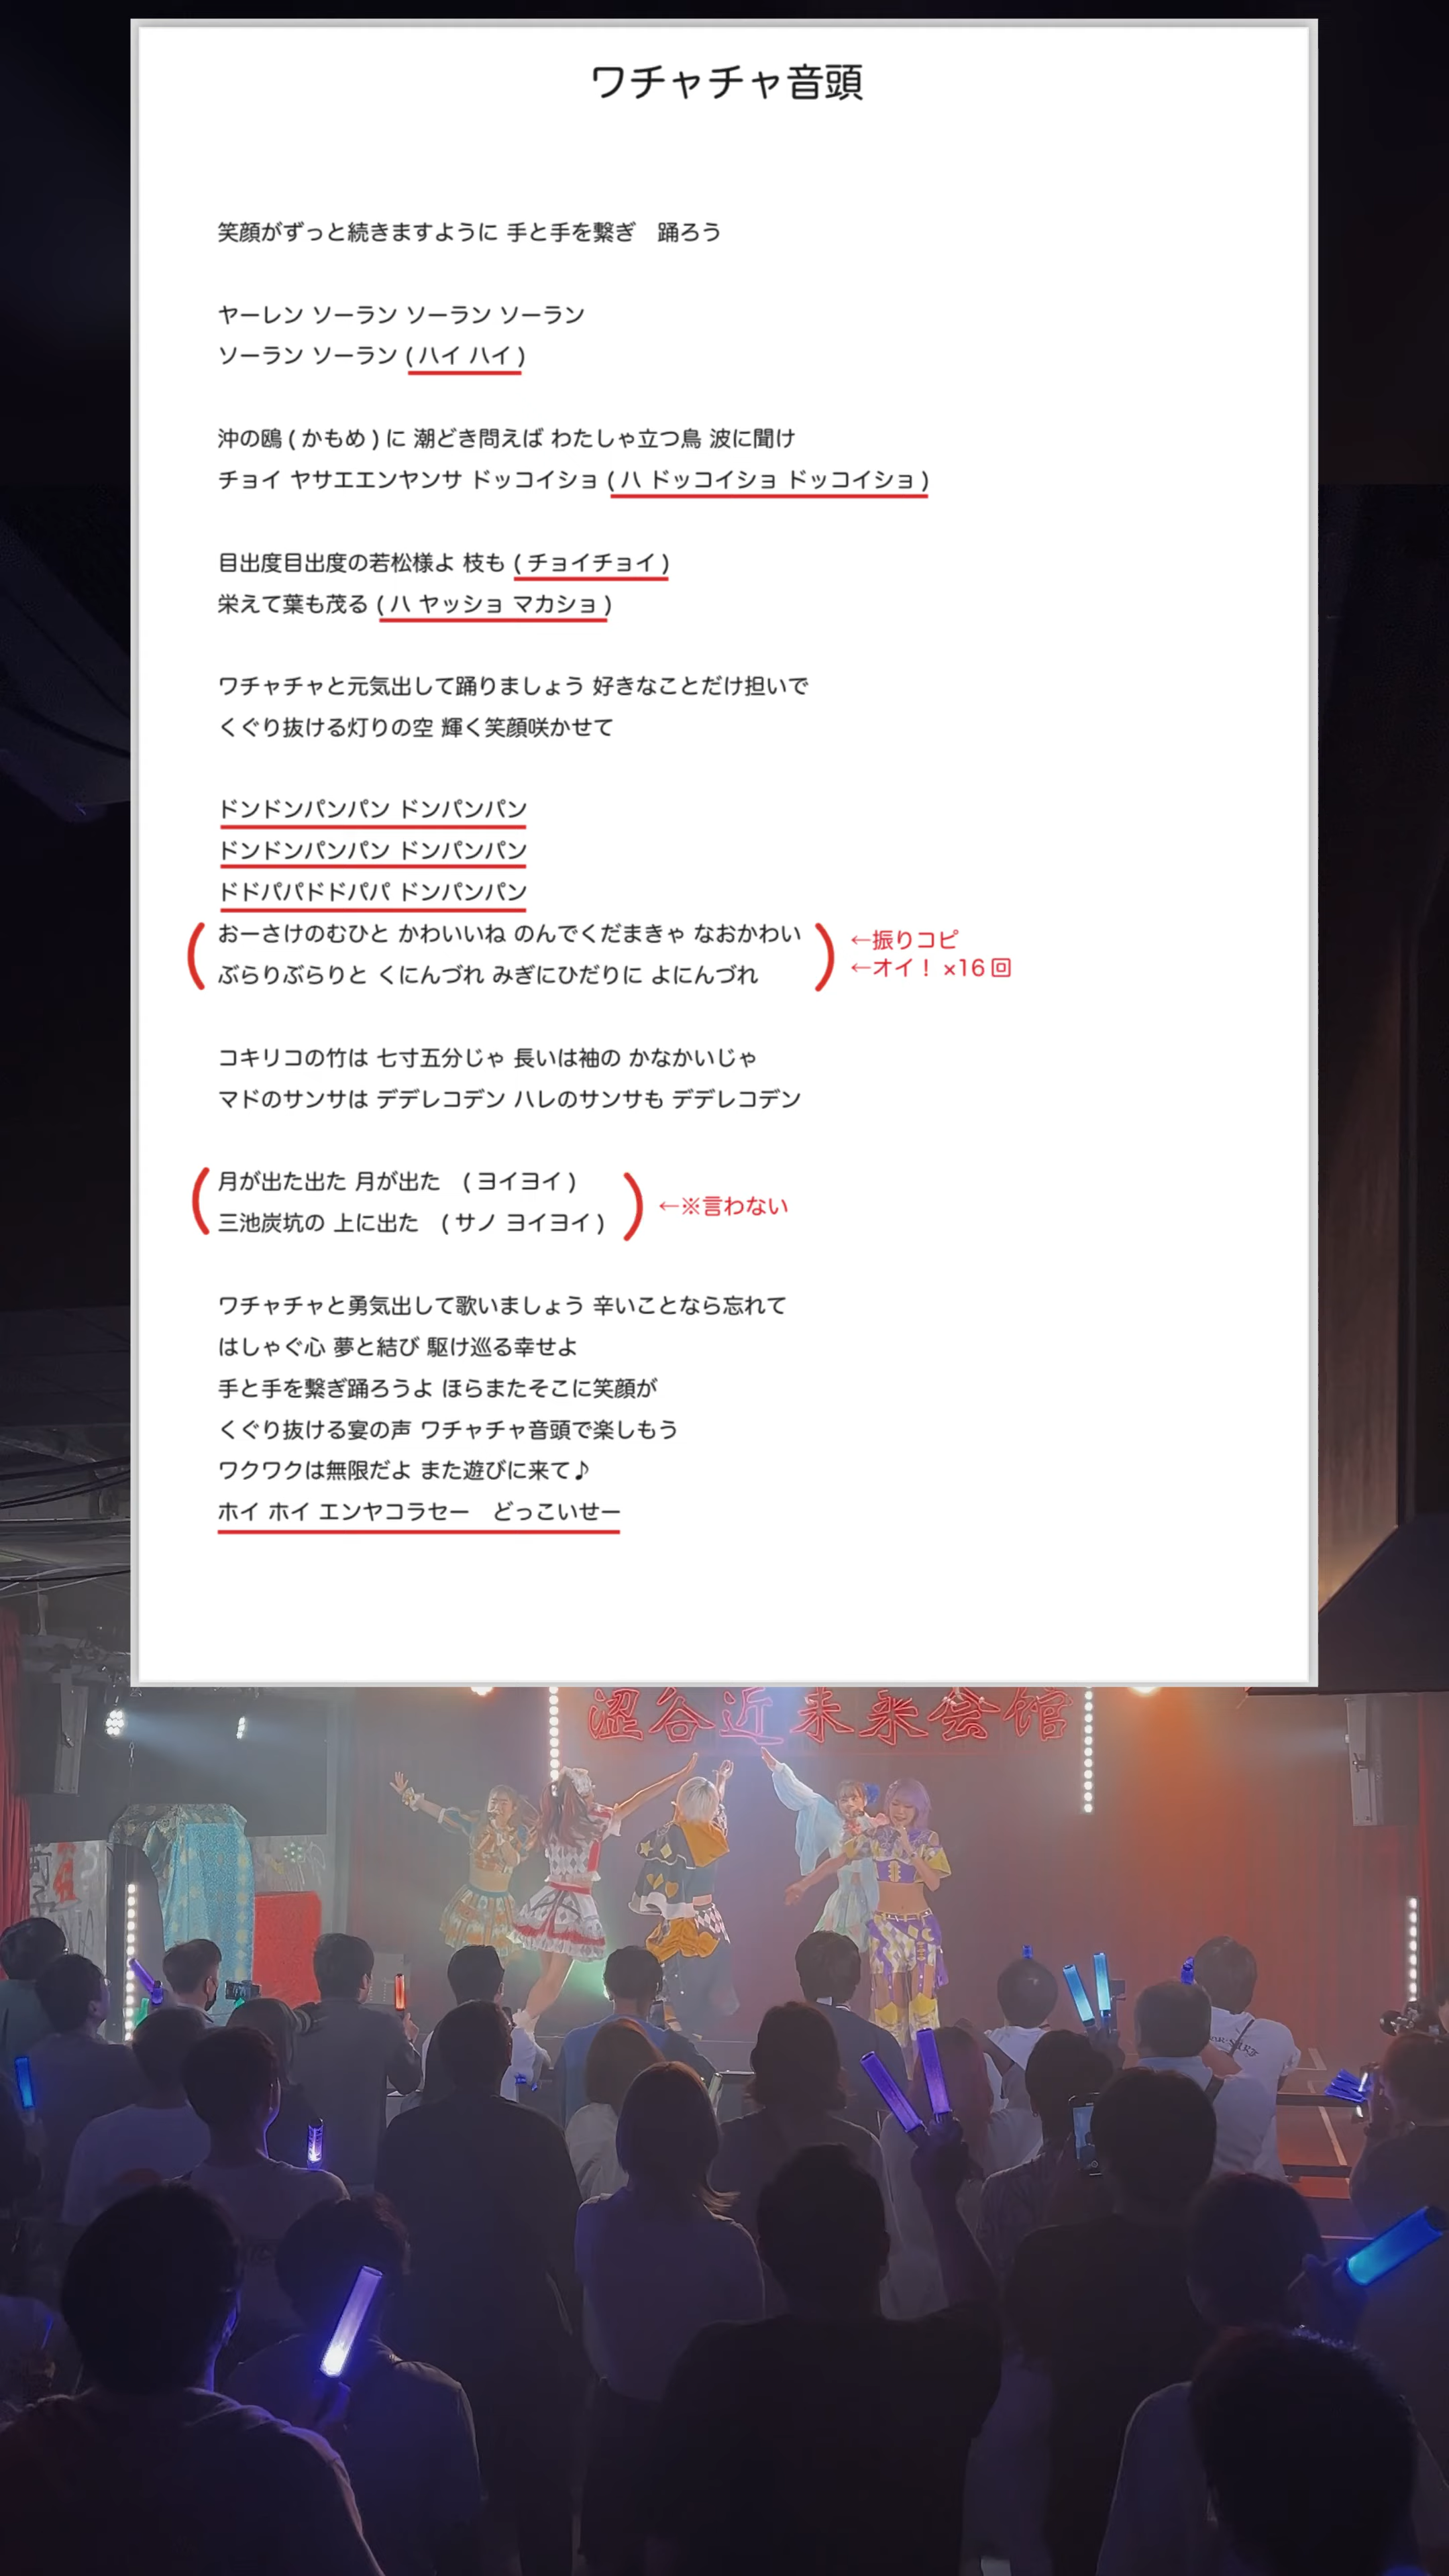 ワチャチャ音頭
笑顔がずっと続きますように 手と手を繋ぎ　踊ろう
ヤーレン ソーラン ソーラン ソーラン
ソーラン ソーラン ( ハイ ハイ )
沖の鴎 ( かもめ ) に 潮どき問えば わたしゃ立つ鳥 波に聞け
チョイ ヤサエエンヤンサ ドッコイショ ( ハ ドッコイショ ドッコイショ )
目出度目出度の若松様よ 枝も ( チョイチョイ )
栄えて葉も茂る ( ハ ヤッショ マカショ )
ワチャチャと元気出して踊りましょう 好きなことだけ担いで
くぐり抜ける灯りの空 輝く笑顔咲かせて
ドンドンパンパン ドンパンパン
ドンドンパンパン ドンパンパン
ドドパパドドパパ ドンパンパン
おーさけのむひと かわいいね のんでくだまきゃ なおかわい
←振りコピ
ぶらりぶらりと くにんづれ みぎにひだりに よにんづれ
←オイ！ ×16回
コキリコの竹は 七寸五分じゃ 長いは袖の かなかいじゃ
マドのサンサは デデレコデン ハレのサンサも デデレコデン
月が出た出た 月が出た　( ヨイヨイ )
三池炭坑の 上に出た　( サノ ヨイヨイ )
←※言わない
ワチャチャと勇気出して歌いましょう 辛いことなら忘れて
はしゃぐ心 夢と結び 駆け巡る幸せよ
手と手を繋ぎ踊ろうよ ほらまたそこに笑顔が
くぐり抜ける宴の声 ワチャチャ音頭で楽しもう
ワクワクは無限だよ また遊びに来て♪
ホイ ホイ エンヤコラセー　どっこいせー
澀谷近未来会館